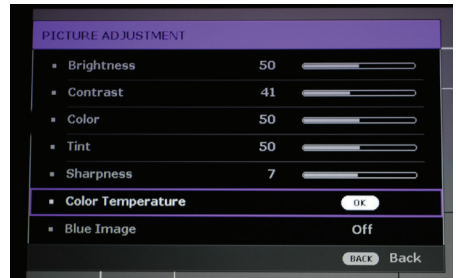 PICTURE ADJUSTMENT
Brightness 50
Contrast 41
Color 50
Tint 50
Sharpness 7
Color Temperature OK
Blue Image Off
BACK Back